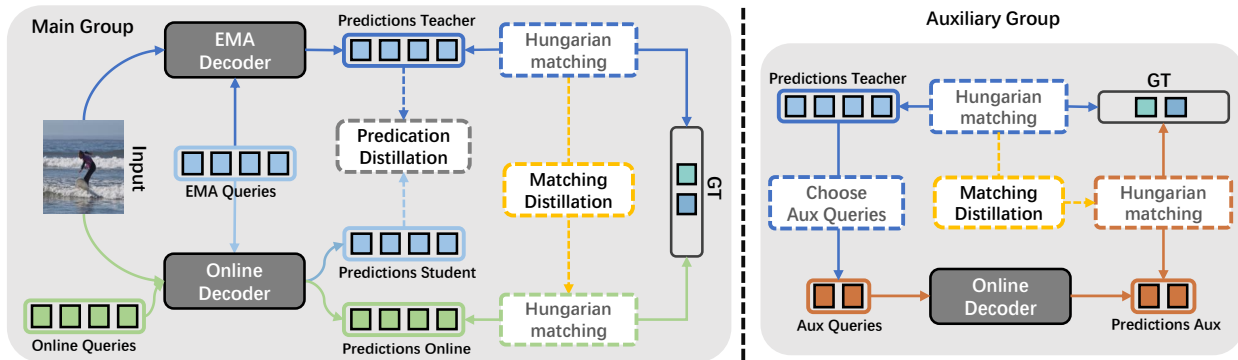 Main Group
EMA
Decoder
Predictions Teacher
Hungarian
matching
Input
EMA Queries
Predication
Distillation
Matching
Distillation
GT
Online
Decoder
Predictions Student
Online Queries
Predictions Online
Hungarian
matching
Auxiliary Group
Predictions Teacher
Hungarian
matching
GT
Choose
Aux Queries
Matching
Distillation
Hungarian
matching
Aux Queries
Online
Decoder
Predictions Aux